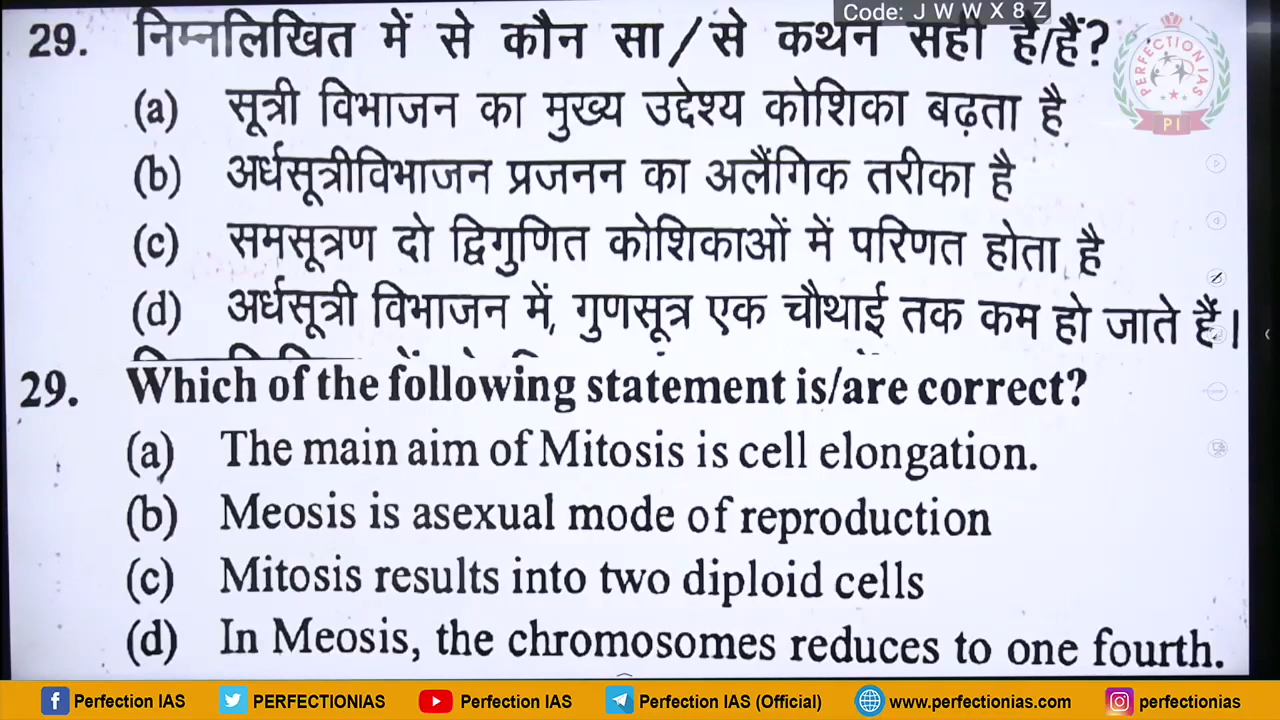 Code: J W W X 8 Z
29. निम्नलिखित में से कौन सा/से कथन सही है/हैं?
(a) सूत्री विभाजन का मुख्य उद्देश्य कोशिका बढ़ता है
(b) अर्धसूत्रीविभाजन प्रजनन का अलैंगिक तरीका है
(c) समसूत्रण दो द्विगुणित कोशिकाओं में परिणत होता है
(d) अर्धसूत्री विभाजन में, गुणसूत्र एक चौथाई तक कम हो जाते हैं।
29. Which of the following statement is/are correct?
(a) The main aim of Mitosis is cell elongation.
(b) Meosis is asexual mode of reproduction
(c) Mitosis results into two diploid cells
(d) In Meosis, the chromosomes reduces to one fourth.
PERFECTIONIAS
PI
Perfection IAS PERFECTIONIAS Perfection IAS Perfection IAS (Official) www.perfectionias.com perfectionias